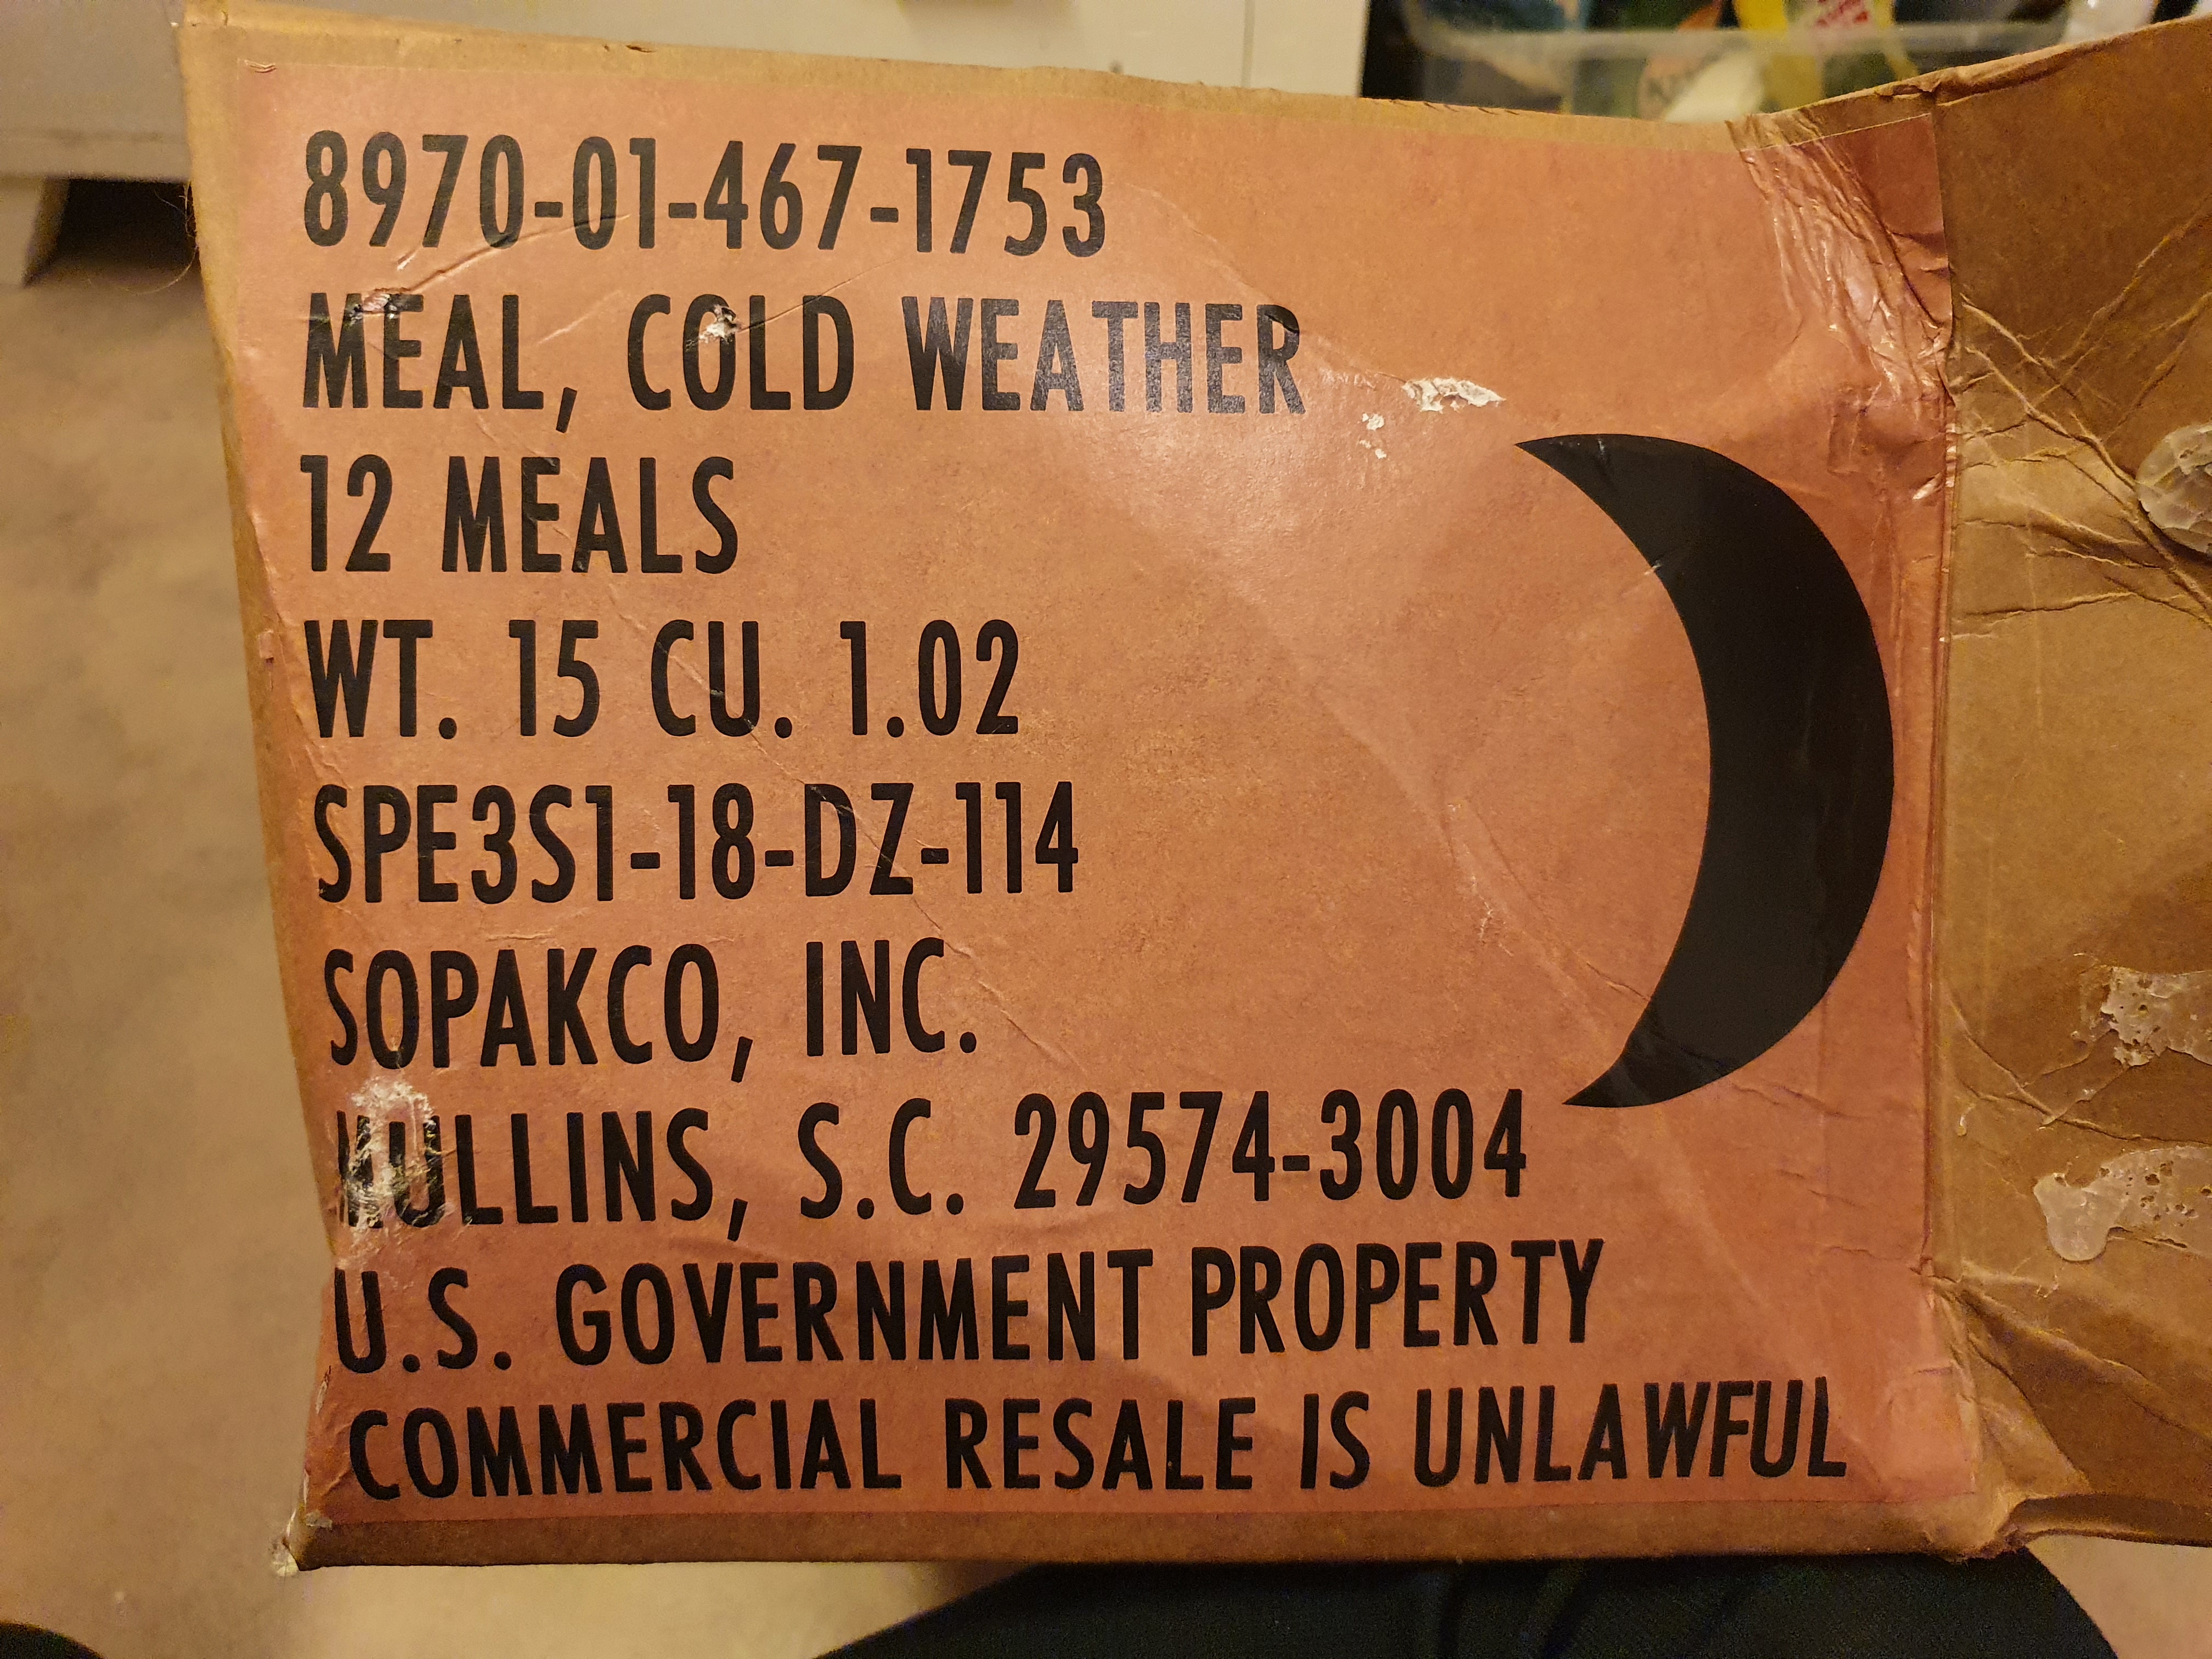 8970-01-467-1753
MEAL, COLD WEATHER
12 MEALS
WT. 15 CU. 1.02
SPE3S1-18-DZ-114
SOPAKCO, INC.
MULLINS, S.C. 29574-3004
U.S. GOVERNMENT PROPERTY
COMMERCIAL RESALE IS UNLAWFUL